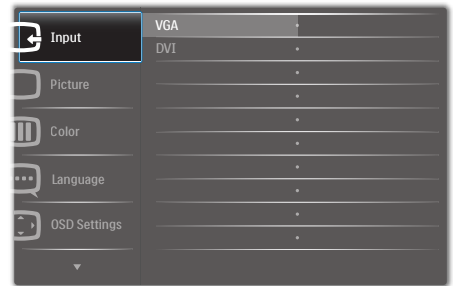 Input
Picture
Color
Language
OSD Settings
VGA
DVI